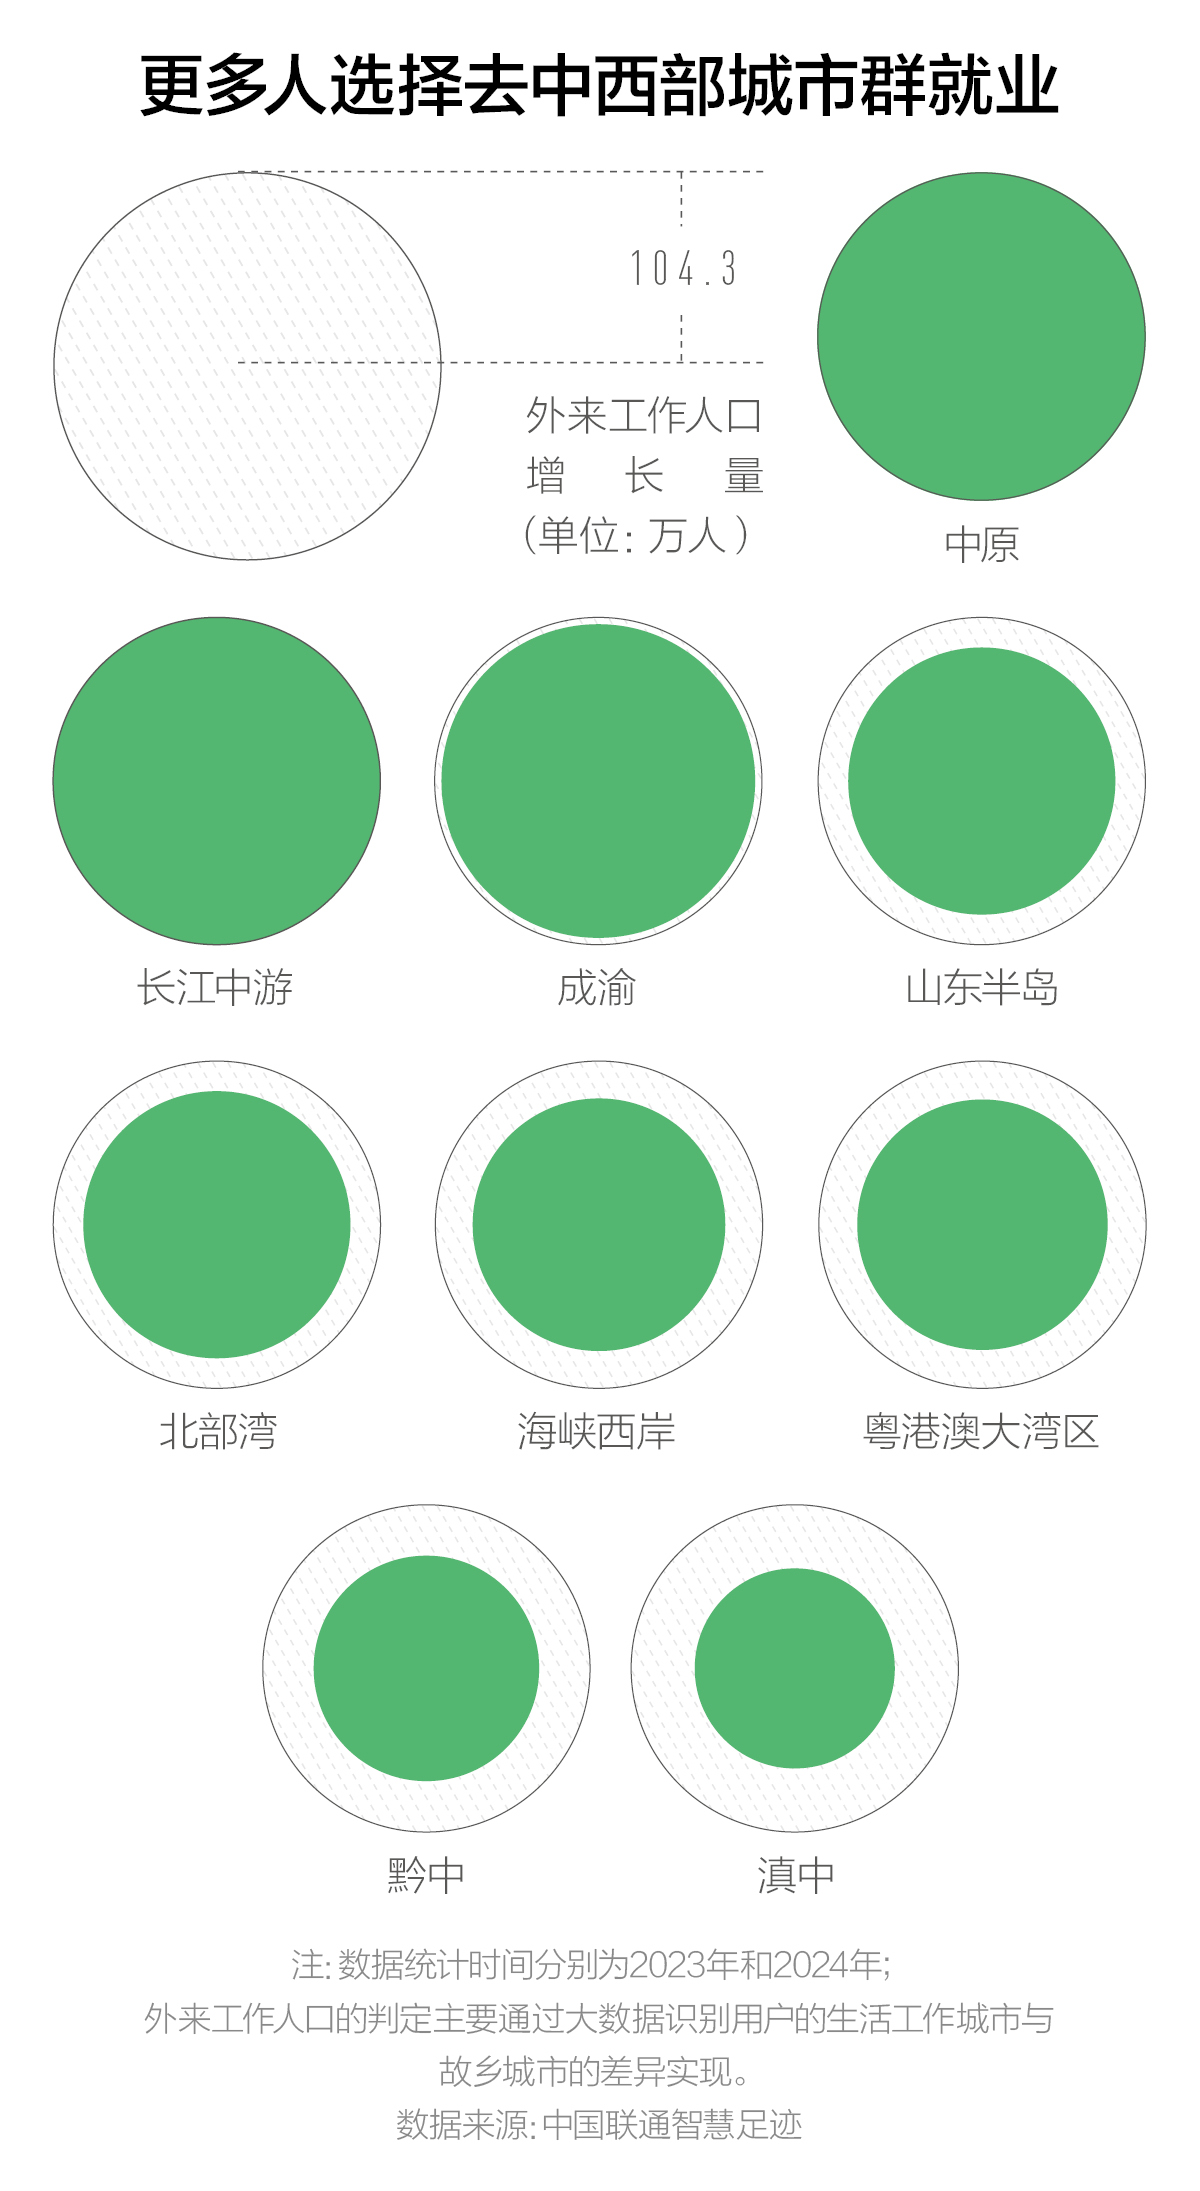 更多人选择去中西部城市群就业
104.3
外来工作人口
增长量
（单位：万人）
中原
长江中游
成渝
山东半岛
北部湾
海峡西岸
粤港澳大湾区
黔中
滇中
注：数据统计时间分别为2023年和2024年；
外来工作人口的判定主要通过大数据识别用户的生活工作城市与
故乡城市的差异实现。
数据来源：中国联通智慧足迹